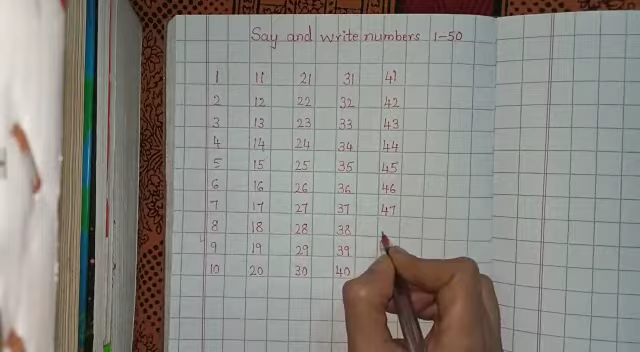 Say and write numbers 1-50
1 11 21 31 41
2 12 22 32 42
3 13 23 33 43
4 14 24 34 44
5 15 25 35 45
6 16 26 36 46
7 17 27 37 47
8 18 28 38
9 19 29 39
10 20 30 40